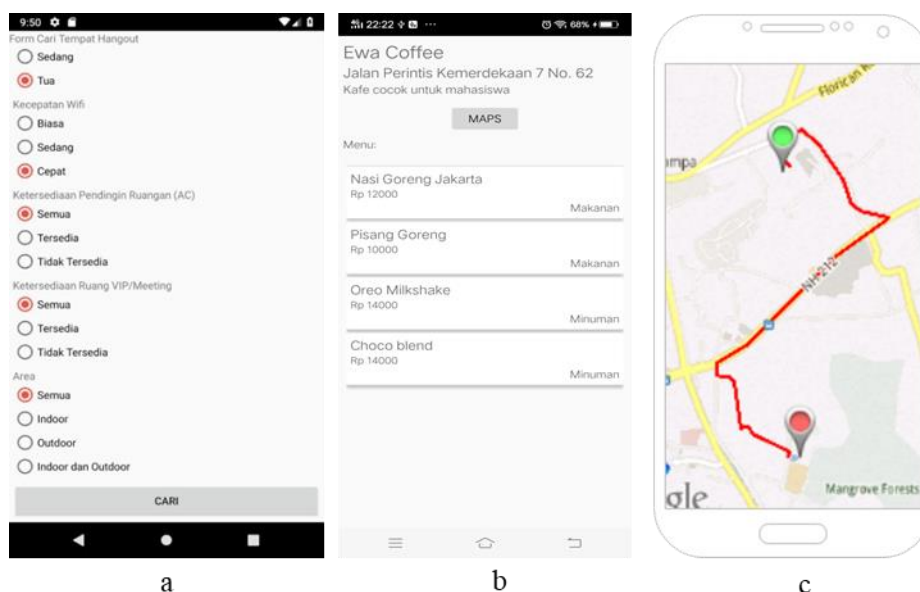 9:50
Form Cari Tempat Hangout
Sedang
Tua
Kecepatan Wifi
Biasa
Sedang
Cepat
Ketersediaan Pendingin Ruangan (AC)
Semua
Tersedia
Tidak Tersedia
Ketersediaan Ruang VIP/Meeting
Semua
Tersedia
Tidak Tersedia
Area
Semua
Indoor
Outdoor
Indoor dan Outdoor
CARI
a
22:22 ··· 68%
Ewa Coffee
Jalan Perintis Kemerdekaan 7 No. 62
Kafe cocok untuk mahasiswa
MAPS
Menu:
Nasi Goreng Jakarta
Rp 12000
Makanan
Pisang Goreng
Rp 10000
Makanan
Oreo Milkshake
Rp 14000
Minuman
Choco blend
Rp 14000
Minuman
b
Florican
mpa
NH-212
gle
Mangrove Forests
c